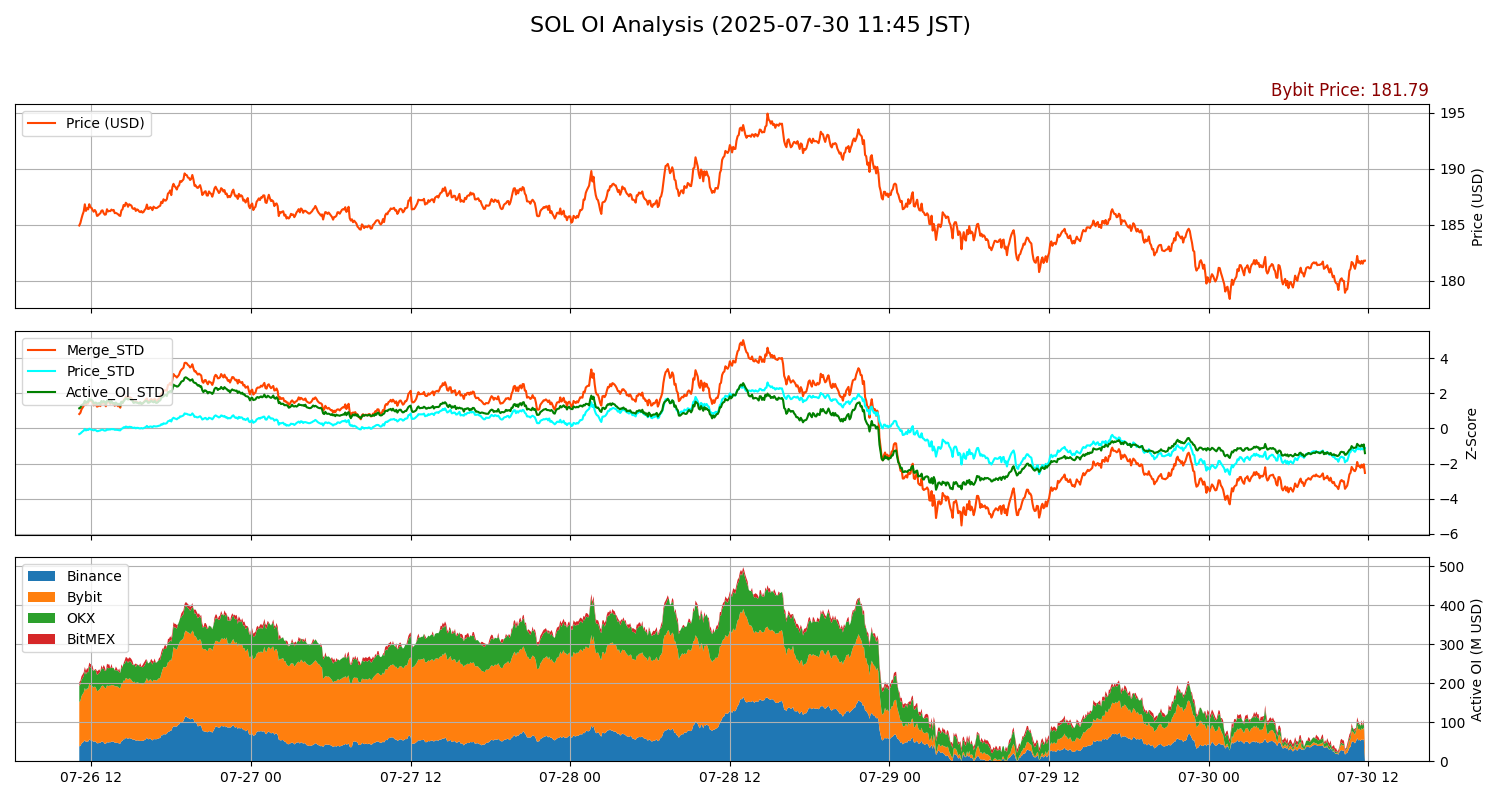 SOL OI Analysis (2025-07-30 11:45 JST)
Bybit Price: 181.79
Price (USD)
195
190
185
180
Price (USD)
Merge_STD
Price_STD
Active_OI_STD
4
2
0
−2
−4
−6
Z-Score
Binance
Bybit
OKX
BitMEX
500
400
300
200
100
0
Active OI (M USD)
07-26 12
07-27 00
07-27 12
07-28 00
07-28 12
07-29 00
07-29 12
07-30 00
07-30 12